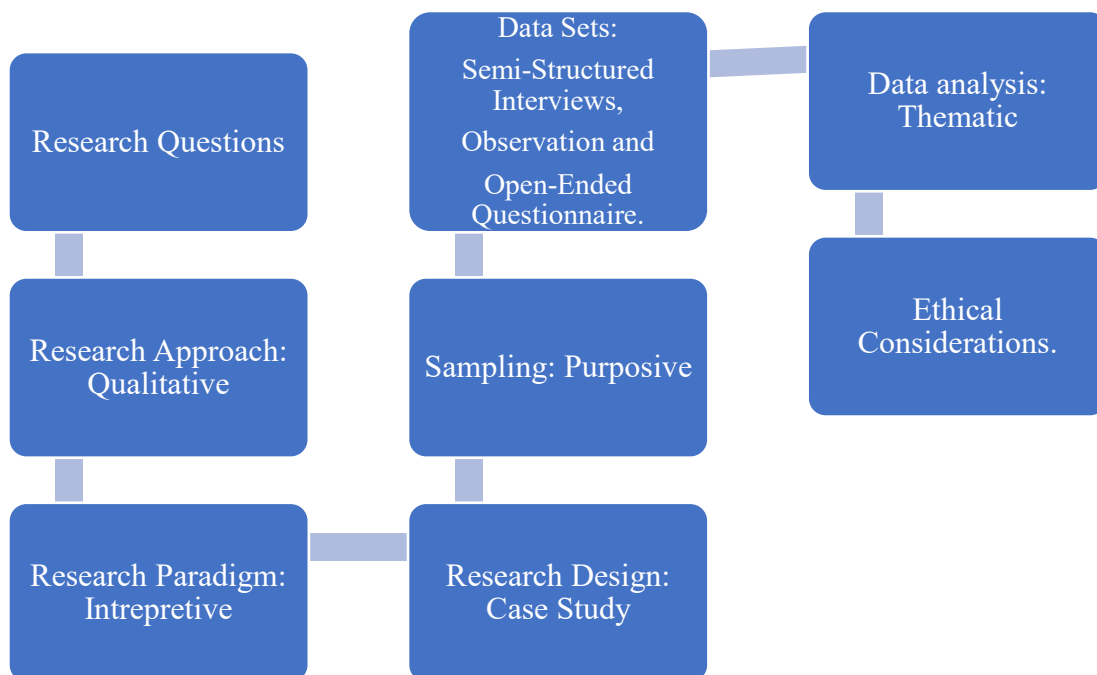 Research Questions
Research Approach:
Qualitative
Research Paradigm:
Intrepretive
Research Design:
Case Study
Sampling: Purposive
Data Sets:
Semi-Structured
Interviews,
Observation and
Open-Ended
Questionnaire.
Data analysis:
Thematic
Ethical
Considerations.